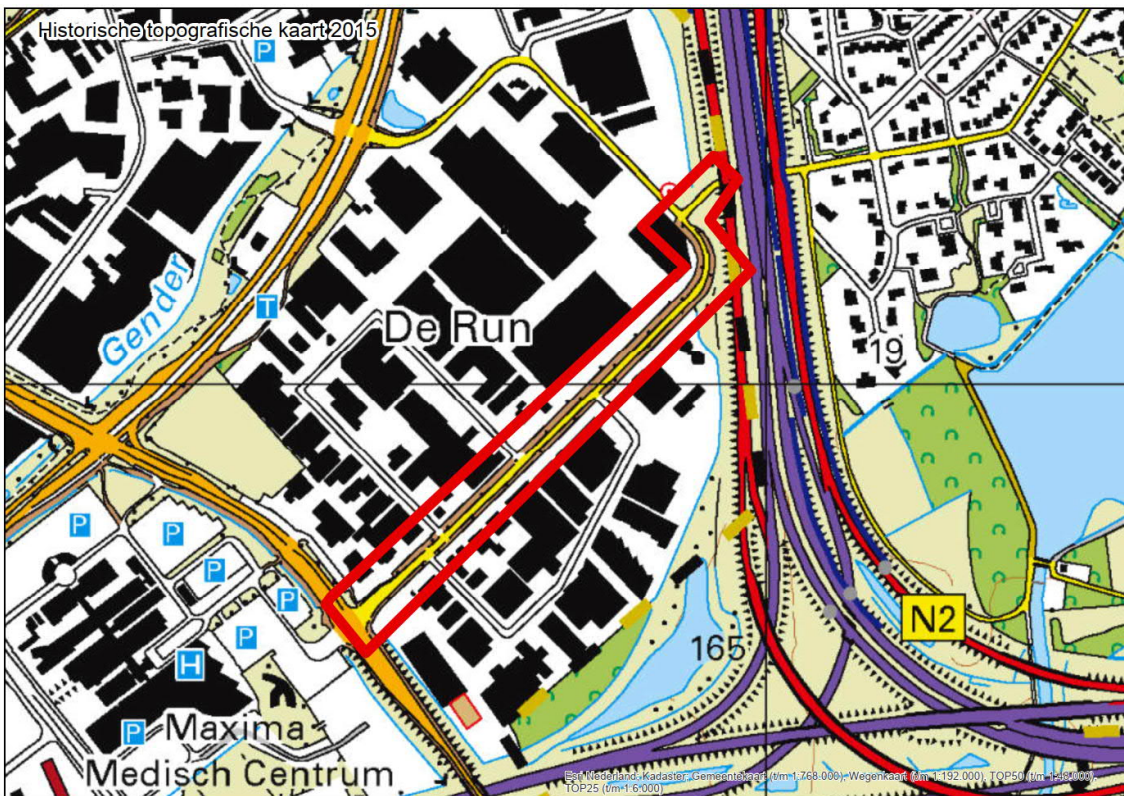 Historische topografische kaart 2015
P
Gender
T
De Run
19
P
P
P
P
P
H
N2
165
P
Maxima
Medisch Centrum
Esri Nederland, Kadaster, Gemeentekaart (t/m 1:768.000), Wegenkaart (t/m 1:192.000), TOP50 (t/m 1:48.000),
TOP25 (t/m 1:6.000)